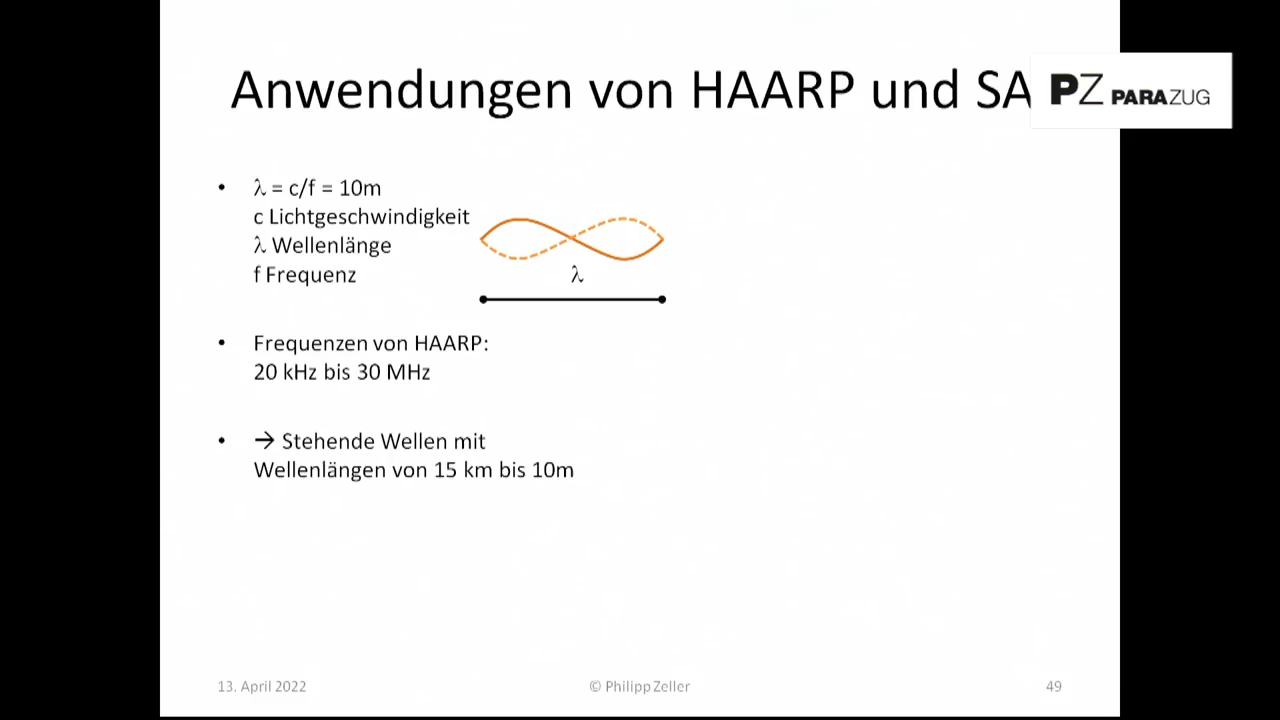 Anwendungen von HAARP und SA
PZ PARAZUG
• λ = c/f = 10m
c Lichtgeschwindigkeit
λ Wellenlänge
f Frequenz
λ
• Frequenzen von HAARP:
20 kHz bis 30 MHz
• → Stehende Wellen mit
Wellenlängen von 15 km bis 10m
13. April 2022
© Philipp Zeller
49